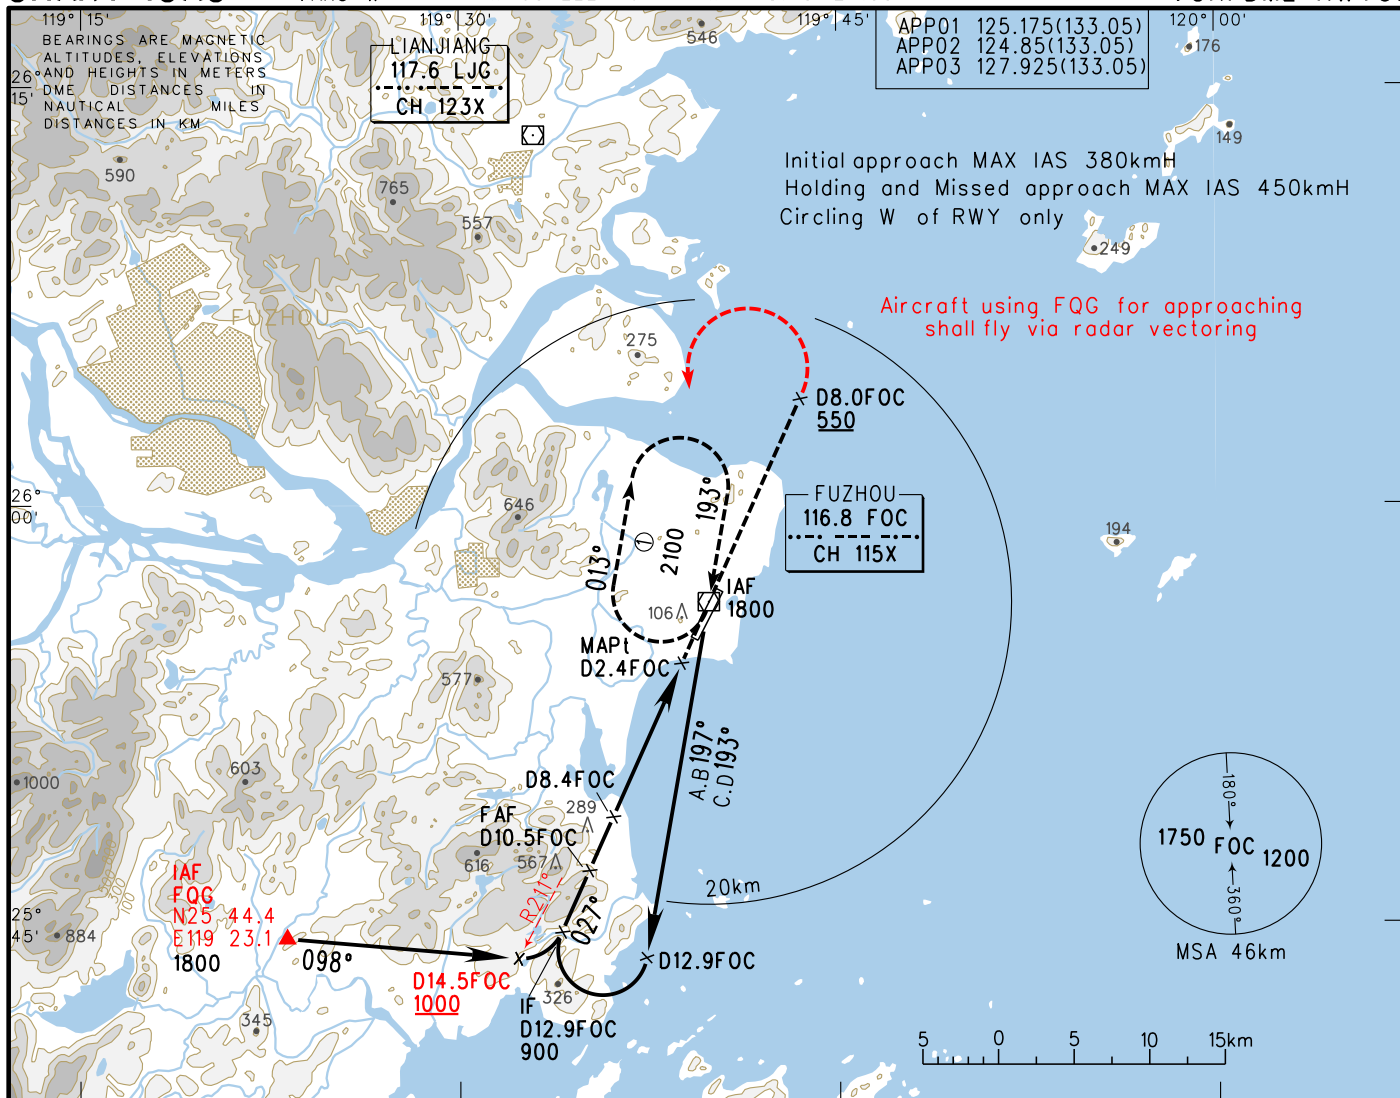 119°15'
119°30'
119°45'
120°00'
BEARINGS ARE MAGNETIC
ALTITUDES, ELEVATIONS
AND HEIGHTS IN METERS
DME DISTANCES IN
NAUTICAL MILES
DISTANCES IN KM
26°
15'
LIANJIANG
117.6 LJG
CH 123X
APP01 125.175(133.05)
APP02 124.85(133.05)
APP03 127.925(133.05)
546
176
149
590
765
557
249
Initial approach MAX IAS 380kmH
Holding and Missed approach MAX IAS 450kmH
Circling W of RWY only
Aircraft using FQG for approaching
shall fly via radar vectoring
FUZHOU
275
D8.0FOC
550
26°
00'
646
193°
013°
1
2100
FUZHOU
116.8 FOC
CH 115X
194
IAF
1800
106
MAPt
D2.4FOC
577
A.B197°
C.D193°
603
1000
D8.4FOC
289
FAF
D10.5FOC
616
567
R211°
027°
20km
180°
1750
FOC
1200
360°
MSA 46km
IAF
FQG
N25 44.4
E119 23.1
1800
25°
45'
884
098°
D14.5FOC
1000
D12.9FOC
326
IF
D12.9FOC
900
345
300
5 0 5 10 15km